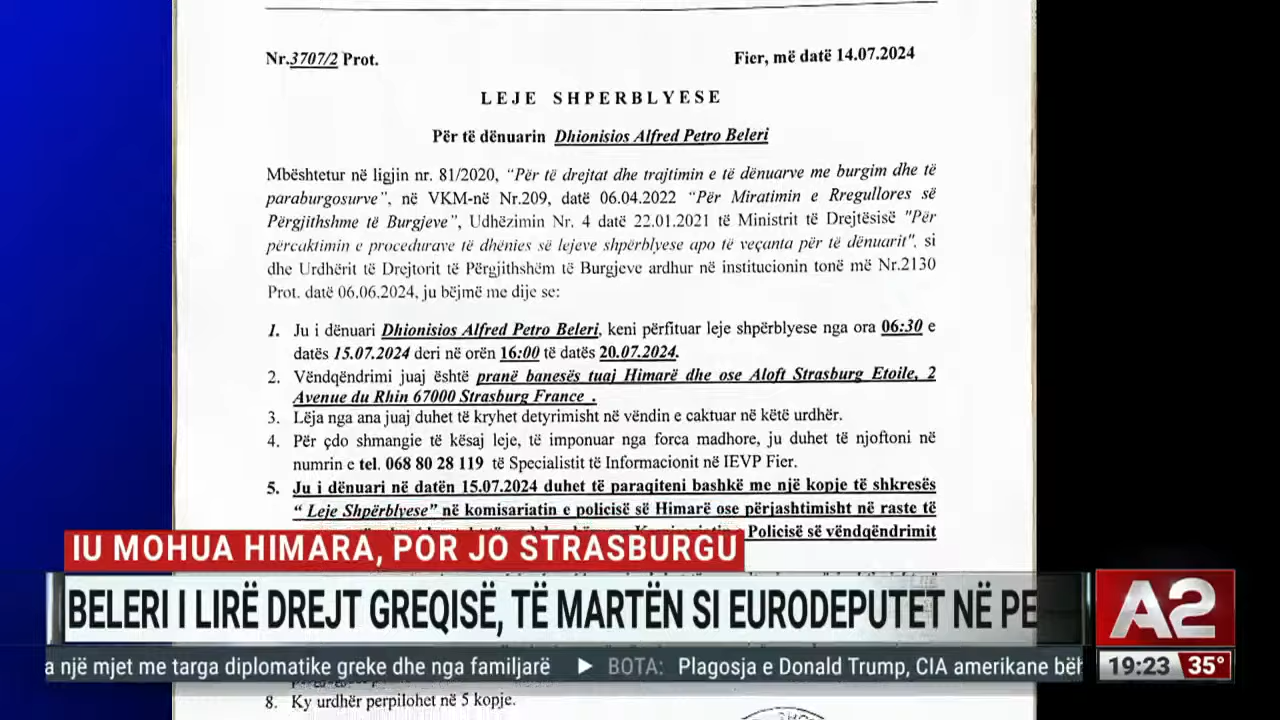 Nr.3707/2 Prot.
Fier, më datë 14.07.2024
LEJE SHPERBLYESE
Për të dënuarin Dhionisios Alfred Petro Beleri
Mbështetur në ligjin nr. 81/2020, “Për të drejtat dhe trajtimin e të dënuarve me burgim dhe të
paraburgosurve”, në VKM-në Nr.209, datë 06.04.2022 “Për Miratimin e Rregullores së
Përgjithshme të Burgjeve”, Udhëzimin Nr. 4 datë 22.01.2021 të Ministrit të Drejtësisë "Për
përcaktimin e procedurave të dhënies së lejeve shpërblyese apo të veçanta për të dënuarit", si
dhe Urdhërit të Drejtorit të Përgjithshëm të Burgjeve ardhur në institucionin tonë më Nr.2130
Prot. datë 06.06.2024, ju bëjmë me dije se:
1. Ju i dënuari Dhionisios Alfred Petro Beleri, keni përfituar leje shpërblyese nga ora 06:30 e
datës 15.07.2024 deri në orën 16:00 të datës 20.07.2024.
2. Vëndqëndrimi juaj është pranë banesës tuaj Himarë dhe ose Aloft Strasburg Etoile, 2
Avenue du Rhin 67000 Strasburg France .
3. Lëja nga ana juaj duhet të kryhet detyrimisht në vëndin e caktuar në këtë urdhër.
4. Për çdo shmangie të kësaj leje, të imponuar nga forca madhore, ju duhet të njoftoni në
numrin e tel. 068 80 28 119 të Specialistit të Informacionit në IEVP Fier.
5. Ju i dënuari në datën 15.07.2024 duhet të paraqiteni bashkë me një kopje të shkresës
“ Leje Shpërblyese” në komisariatin e policisë së Himarë ose përjashtimisht në raste të
Policisë së vëndqëndrimit
IU MOHUA HIMARA, POR JO STRASBURGU
BELERI I LIRË DREJT GREQISË, TË MARTËN SI EURODEPUTET NË PE
A2
a një mjet me targa diplomatike greke dhe nga familjarë ▶ BOTA: Plagosja e Donald Trump, CIA amerikane bëh
19:23 35°
8. Ky urdhër perpilohet në 5 kopje.